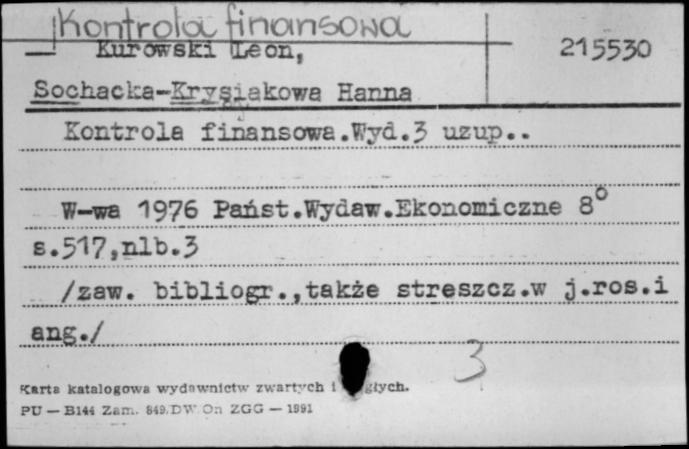 Kontrola finansowa
Kurowski Leon,
215530
Sochacka-Krysiakowa Hanna
Kontrola finansowa.Wyd.3 uzup..
W-wa 1976 Państ.Wydaw.Ekonomiczne 8°
s.517,nlb.3
/zaw. bibliogr.,także streszcz.w j.ros.i
ang./
3
Karta katalogowa wydawnictw zwartych i
PU — B144 Zam. 849.DW On ZGG — 1991